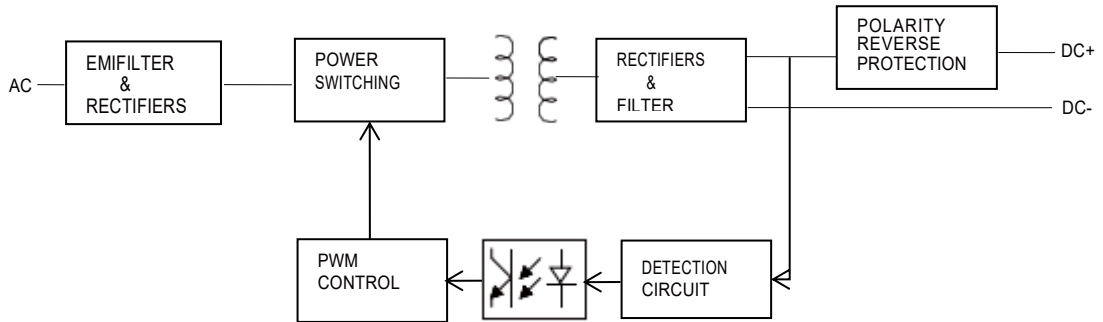 AC
EMIFILTER
&
RECTIFIERS
POWER
SWITCHING
RECTIFIERS
&
FILTER
POLARITY
REVERSE
PROTECTION
DC+
DC-
PWM
CONTROL
DETECTION
CIRCUIT